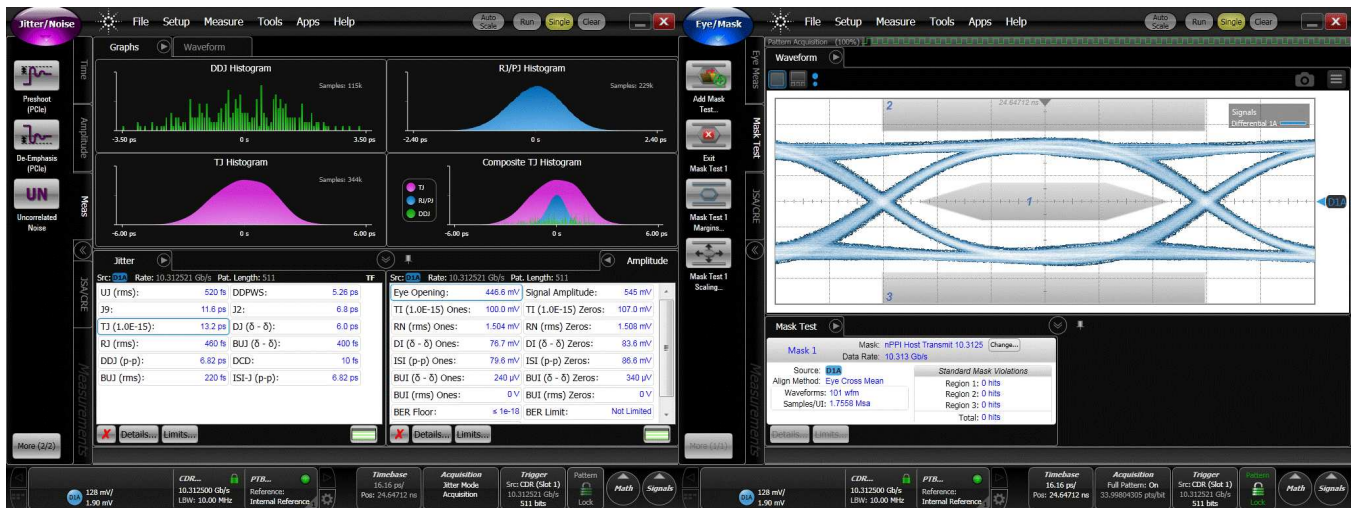 Jitter/Noise
File Setup Measure Tools Apps Help
Auto Scale Run Single Clear
Graphs Waveform
Preshoot (PCIe)
De-Emphasis (PCIe)
UN
Uncorrelated Noise
More (2/2)
Time
Amplitude
Meas
JSA/CRE
Measurements
DDJ Histogram
Samples: 115k
-3.50 ps 0 s 3.50 ps
RJ/PJ Histogram
Samples: 229k
-2.40 ps 0 s 2.40 ps
TJ Histogram
Samples: 344k
-6.00 ps 0 s 6.00 ps
Composite TJ Histogram
TJ
RJ/PJ
DDJ
-6.00 ps 0 s 6.00 ps
Jitter
Src: D1A Rate: 10.312521 Gb/s Pat. Length: 511 TF
UJ (rms): 520 fs DDPWS: 5.26 ps
J9: 11.6 ps J2: 6.8 ps
TJ (1.0E-15): 13.2 ps DJ (δ - δ): 6.0 ps
RJ (rms): 460 fs BUJ (δ - δ): 400 fs
DDJ (p-p): 6.82 ps DCD: 10 fs
BUJ (rms): 220 fs ISI-J (p-p): 6.82 ps
Details... Limits...
Amplitude
Src: D1A Rate: 10.312521 Gb/s Pat. Length: 511
Eye Opening: 446.6 mV Signal Amplitude: 545 mV
TI (1.0E-15) Ones: 100.0 mV TI (1.0E-15) Zeros: 107.0 mV
RN (rms) Ones: 1.504 mV RN (rms) Zeros: 1.508 mV
DI (δ - δ) Ones: 76.7 mV DI (δ - δ) Zeros: 83.6 mV
ISI (p-p) Ones: 79.6 mV ISI (p-p) Zeros: 86.6 mV
BUI (δ - δ) Ones: 240 µV BUI (δ - δ) Zeros: 340 µV
BUI (rms) Ones: 0 V BUI (rms) Zeros: 0 V
BER Floor: ≤ 1e-18 BER Limit: Not Limited
Details... Limits...
D1A 128 mV/
1.90 mV
CDR...
10.312500 Gb/s
LBW: 10.00 MHz
PTB...
Reference:
Internal Reference
Timebase
16.16 ps/
Pos: 24.64712 ns
Acquisition
Jitter Mode
Acquisition
Trigger
Src: CDR (Slot 1)
10.312521 Gb/s
511 bits
Pattern
Lock
Math
Signals
Eye/Mask
File Setup Measure Tools Apps Help
Auto Scale Run Single Clear
Pattern Acquisition (100%)
Waveform
Add Mask Test...
Exit Mask Test 1
Mask Test 1 Margins...
Mask Test 1 Scaling...
More (1/1)
Eye Meas
Mask Test
JSA/CRE
Measurements
24.64712 ns
Signals
Differential 1A:
2
1
3
D1A
Mask Test
Mask 1
Mask: nPPI Host Transmit 10.3125 Change...
Data Rate: 10.313 Gb/s
Source: D1A
Align Method: Eye Cross Mean
Waveforms: 101 wfm
Samples/UI: 1.7558 Msa
Standard Mask Violations
Region 1: 0 hits
Region 2: 0 hits
Region 3: 0 hits
Total: 0 hits
Details... Limits...
D1A 128 mV/
1.90 mV
CDR...
10.312500 Gb/s
LBW: 10.00 MHz
PTB...
Reference:
Internal Reference
Timebase
16.16 ps/
Pos: 24.64712 ns
Acquisition
Full Pattern: On
33.99804305 pts/bit
Trigger
Src: CDR (Slot 1)
10.312521 Gb/s
511 bits
Pattern
Lock
Math
Signals